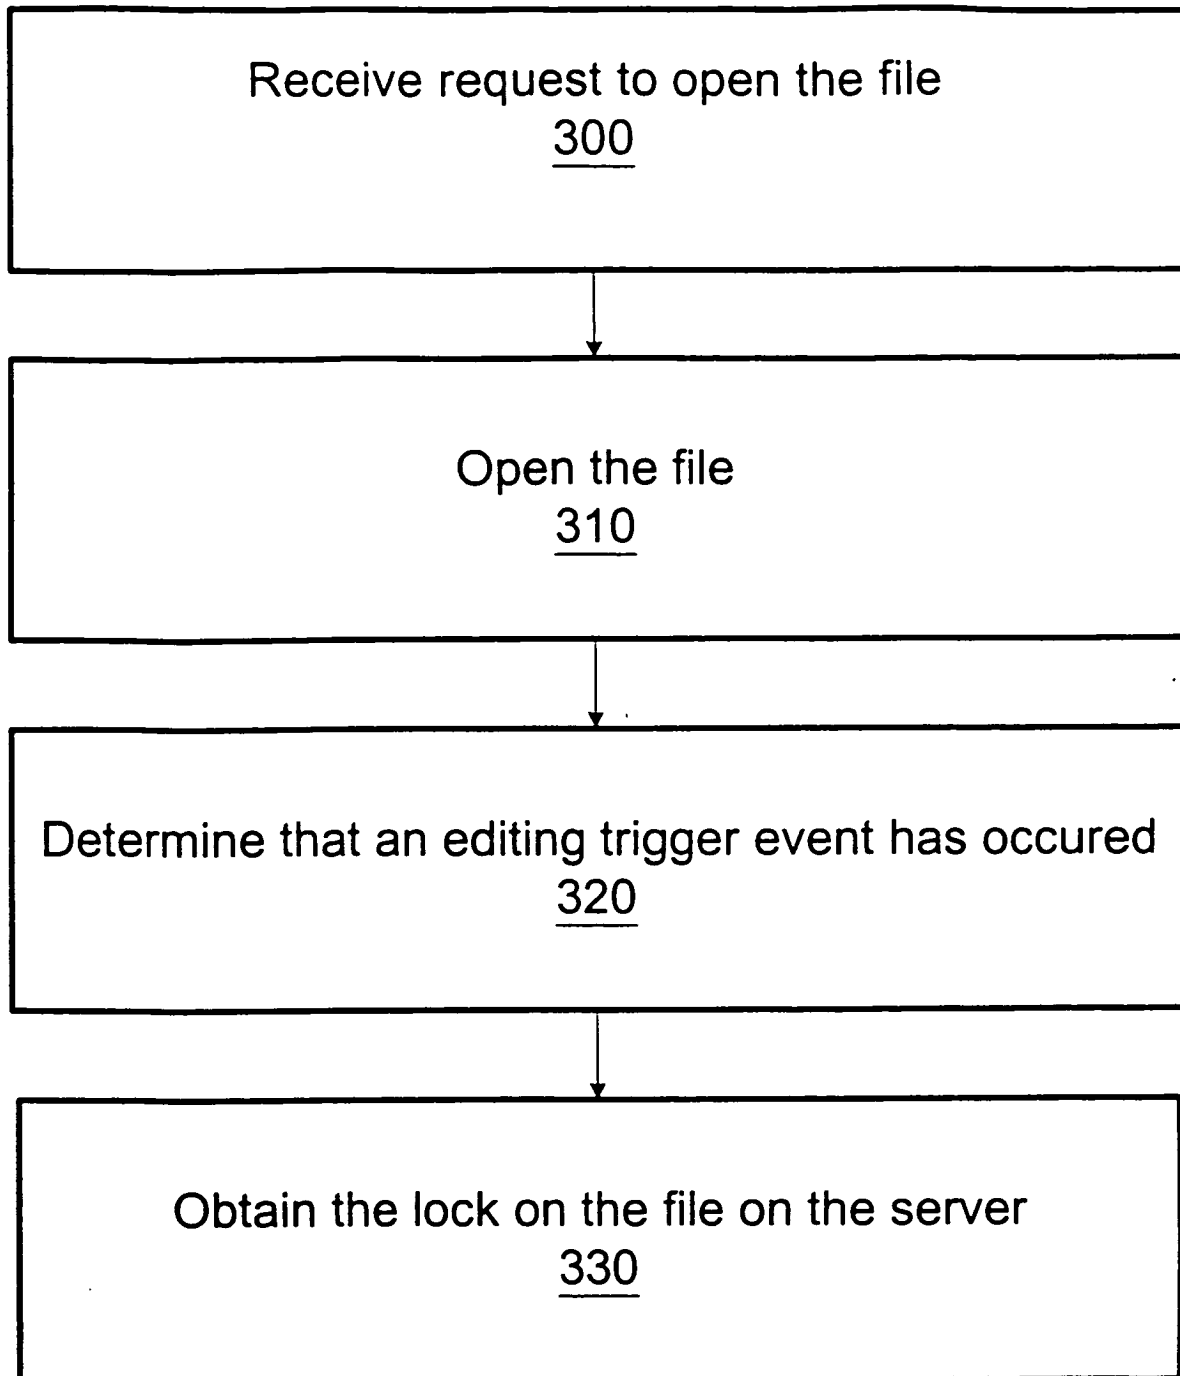 Receive request to open the file
300
Open the file
310
Determine that an editing trigger event has occured
320
Obtain the lock on the file on the server
330